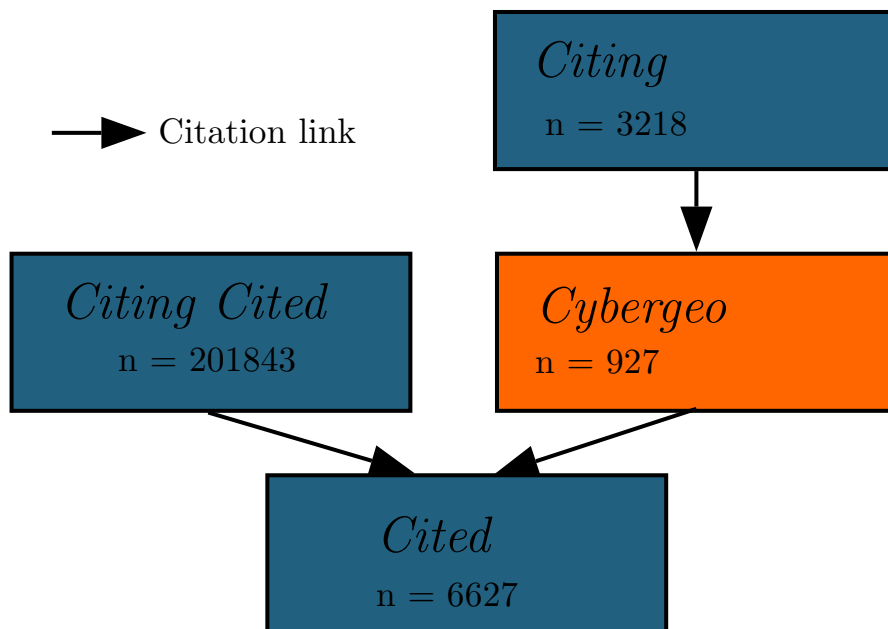 Citing
n = 3218
Citation link
Citing Cited
n = 201843
Cybergeo
n = 927
Cited
n = 6627